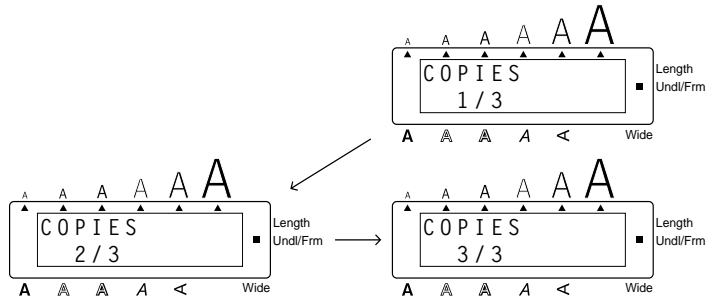 A A A A A A
COPIES
1/3
Length
Undl/Frm
A A A A A
Wide
A A A A A A
COPIES
2/3
Length
Undl/Frm
A A A A A
Wide
A A A A A A
COPIES
3/3
Length
Undl/Frm
A A A A A
Wide